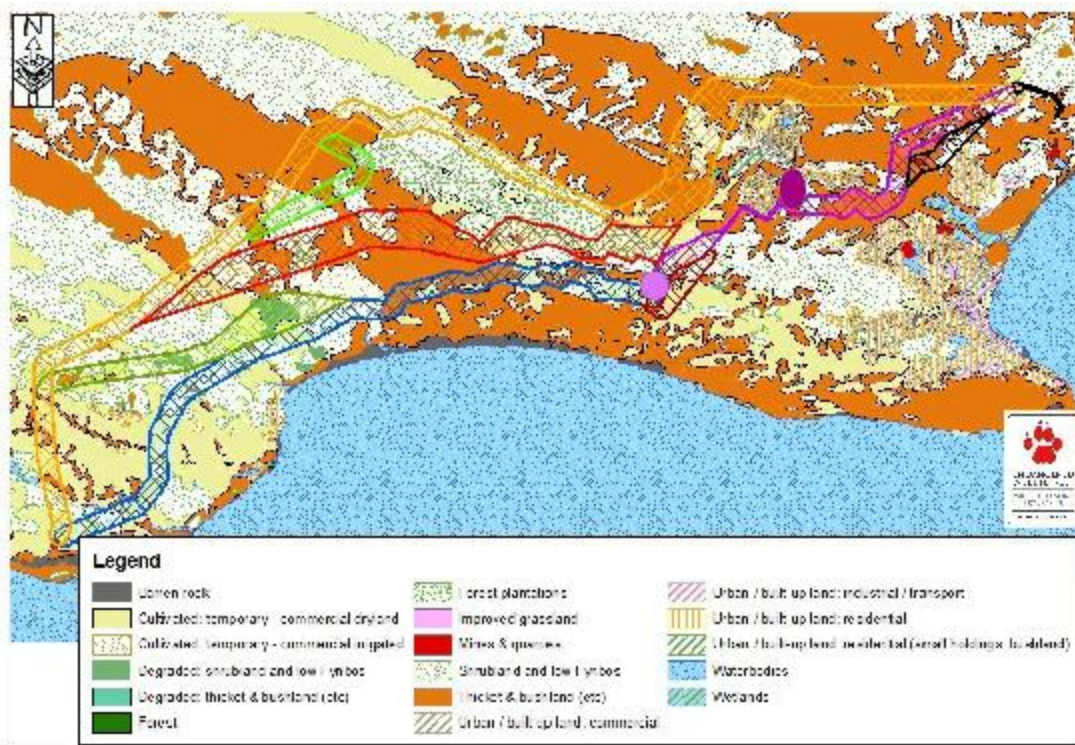 N
Legend
Barren rock
Cultivated: temporary - commercial dryland
Cultivated: temporary - commercial irrigated
Degraded: shrubland and low Fynbos
Degraded: thicket & bushland (etc)
Forest
Forest plantations
Improved grassland
Mines & quarries
Shrubland and low Fynbos
Thicket & bushland (etc)
Urban / built-up land: commercial
Urban / built-up land: industrial / transport
Urban / built-up land: residential
Urban / built-up land: residential (small holdings: bushland)
Waterbodies
Wetlands
ENDANGERED
WILDLIFE TRUST